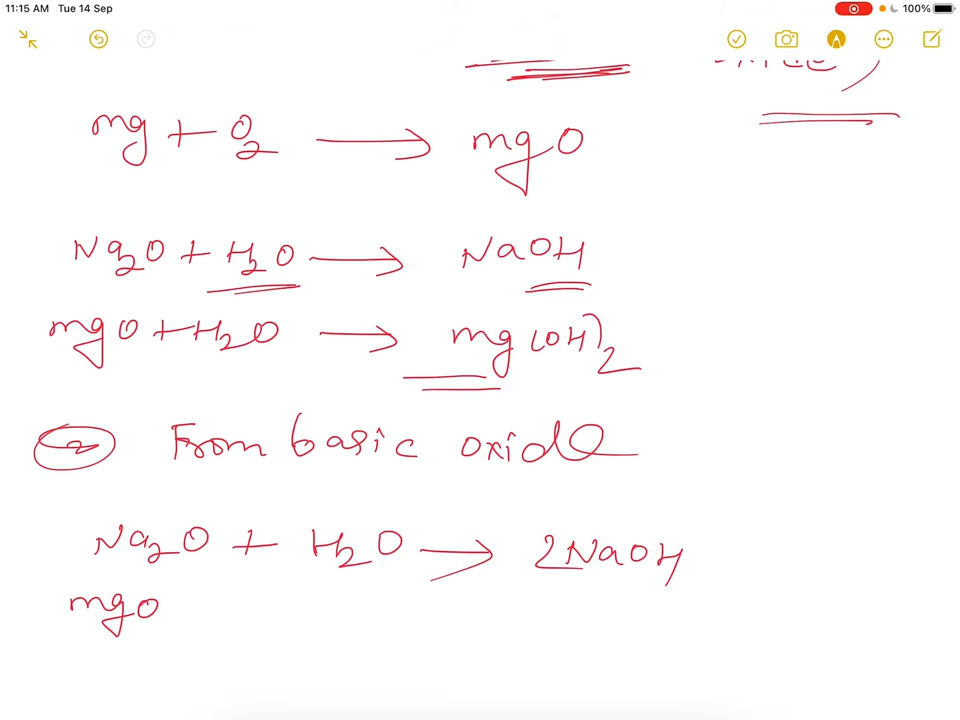 11:15 AM Tue 14 Sep 100%
mg + O₂ → mgO
Na₂O + H₂O → NaOH
mgO + H₂O → mg(OH)₂
2 From basic oxide
Na₂O + H₂O → 2NaOH
mgo